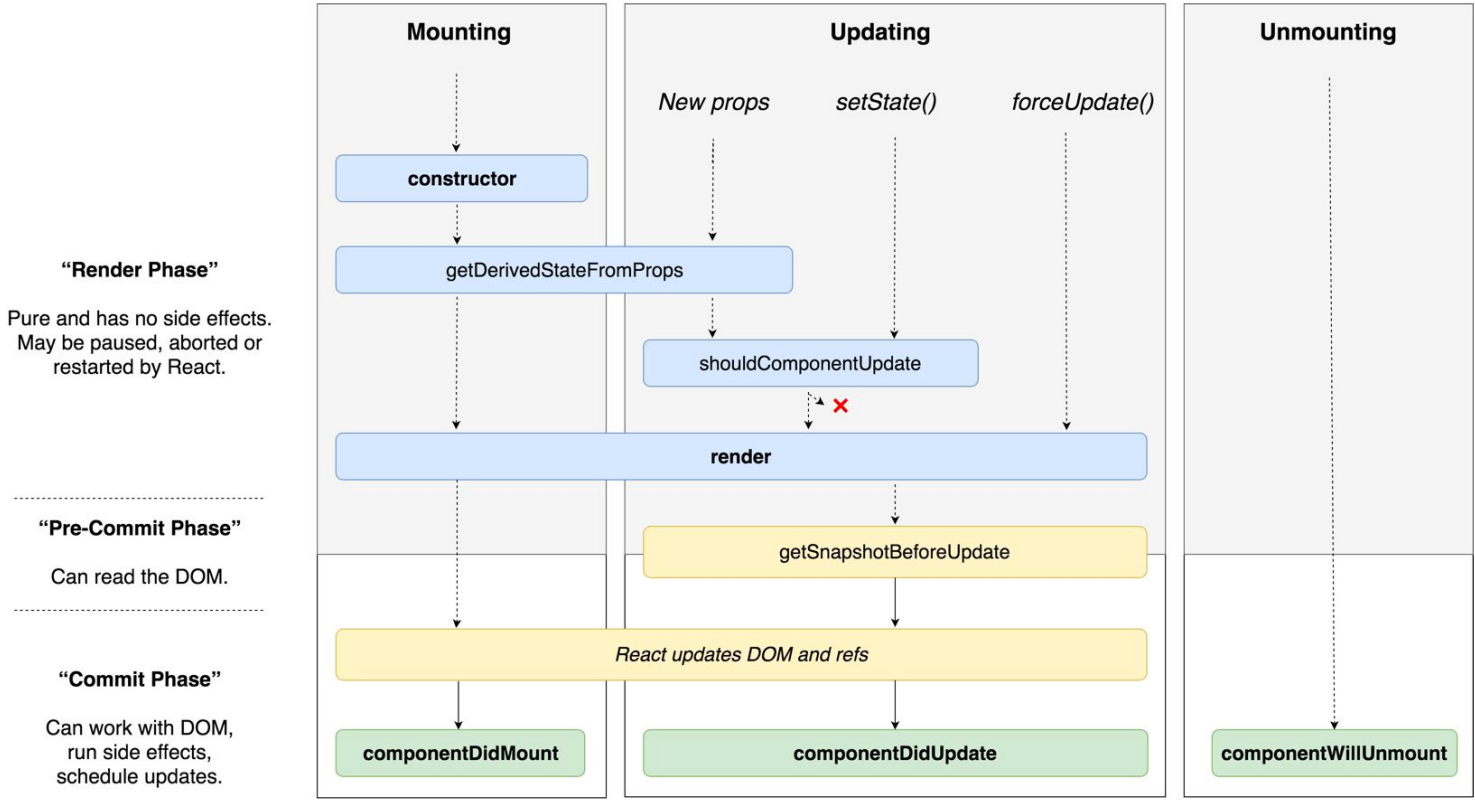 Mounting
Updating
Unmounting
New props
setState()
forceUpdate()
constructor
“Render Phase”
getDerivedStateFromProps
Pure and has no side effects.
May be paused, aborted or
restarted by React.
shouldComponentUpdate
render
“Pre-Commit Phase”
getSnapshotBeforeUpdate
Can read the DOM.
React updates DOM and refs
“Commit Phase”
Can work with DOM,
run side effects,
schedule updates.
componentDidMount
componentDidUpdate
componentWillUnmount